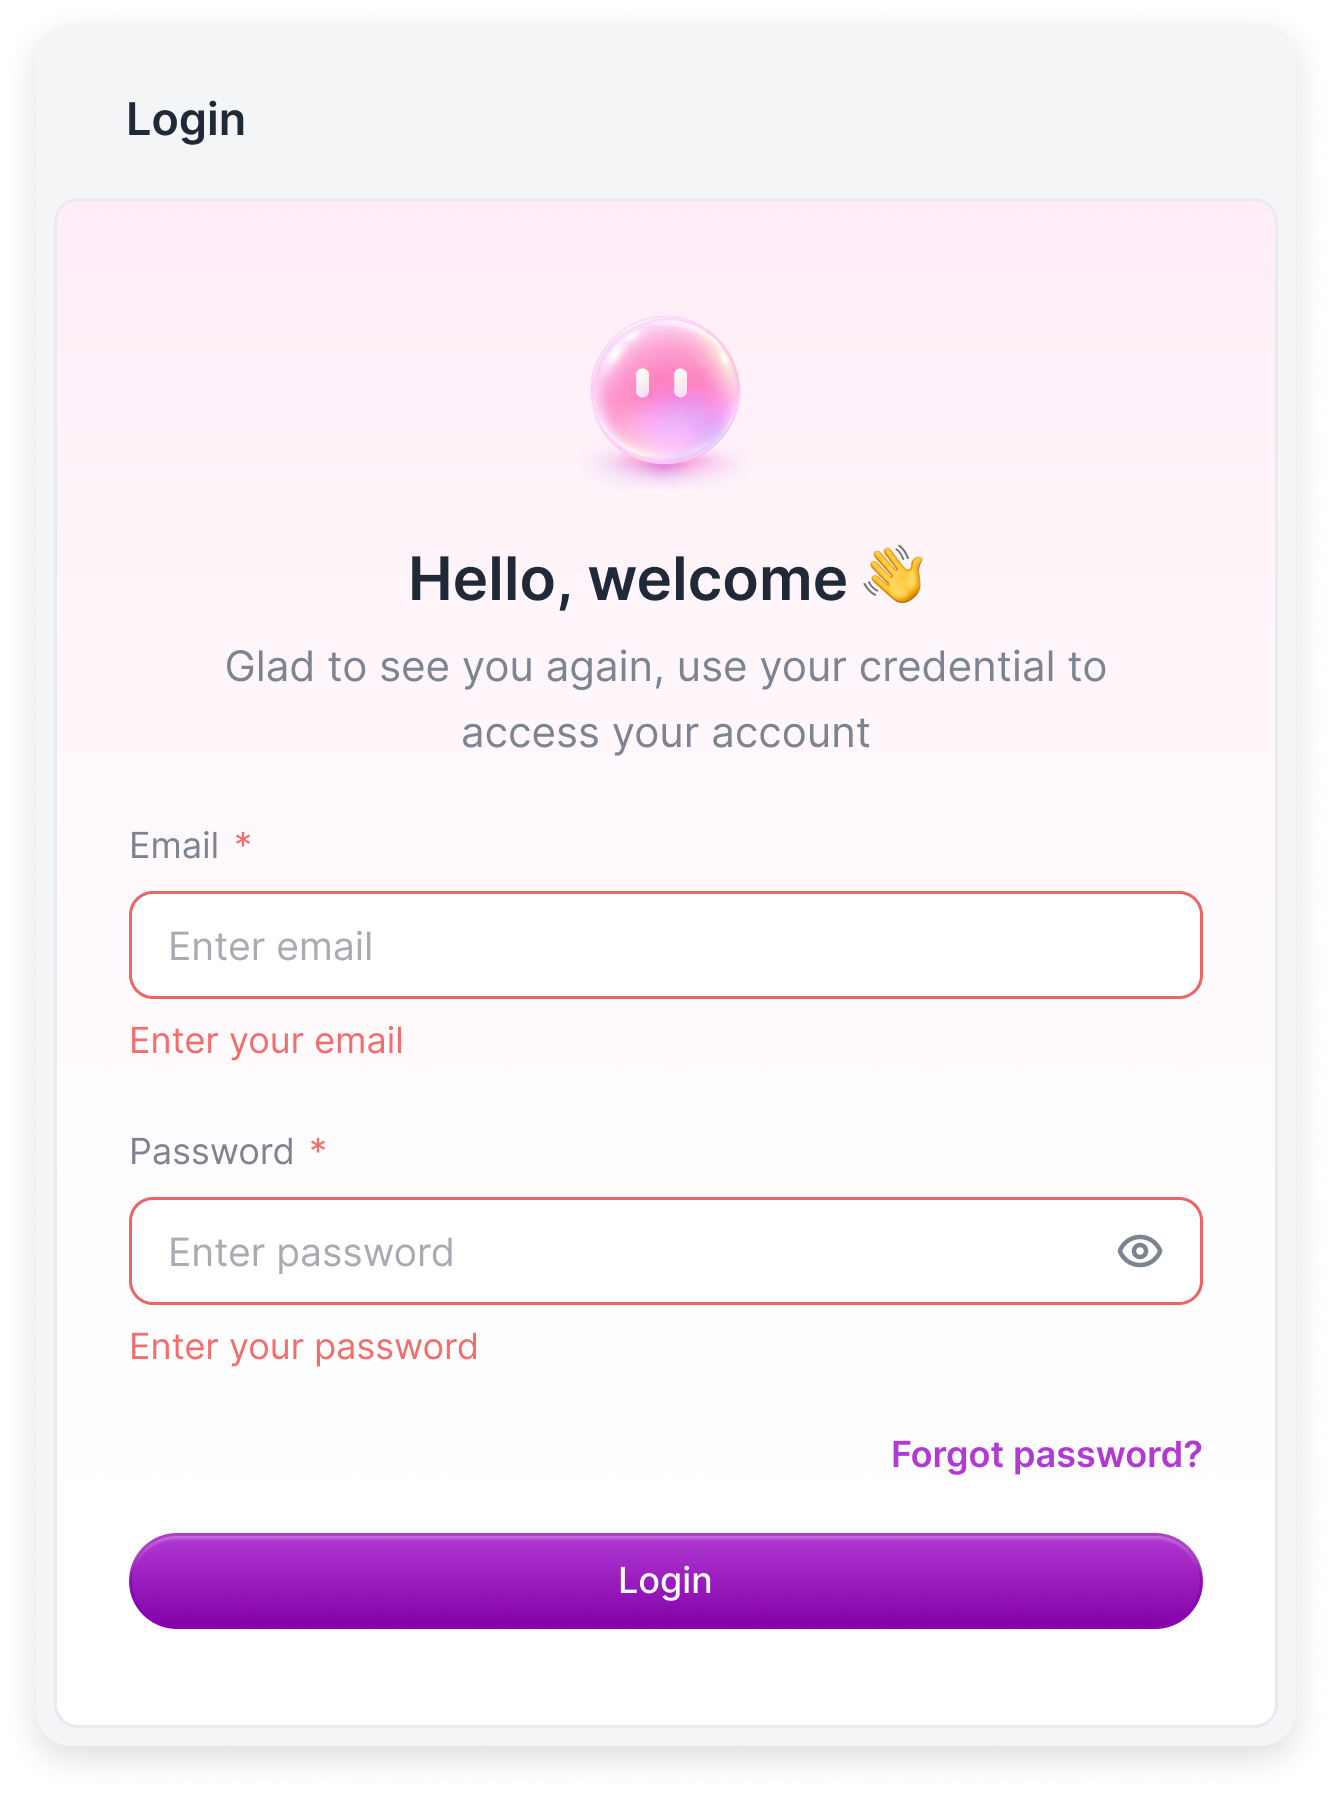 Login
Hello, welcome 👋
Glad to see you again, use your credential to
access your account
Email *
Enter email
Enter your email
Password *
Enter password
Enter your password
Forgot password?
Login